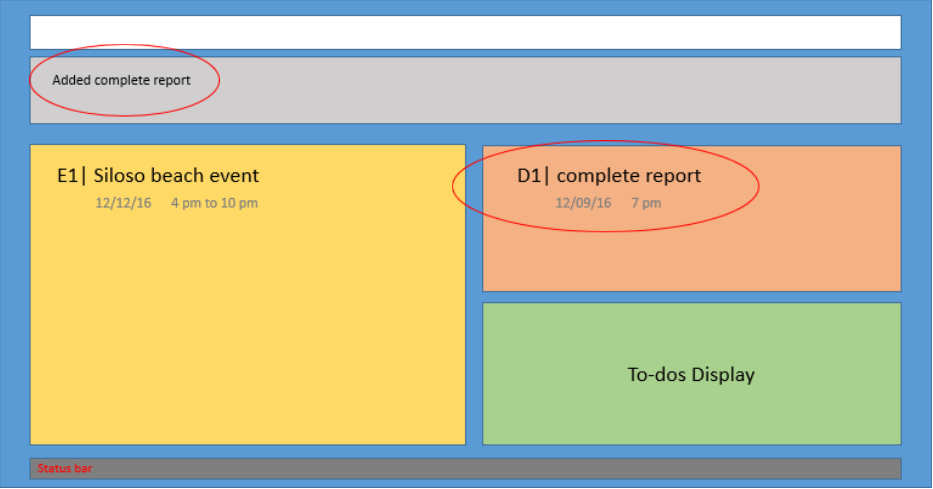 Added complete report
E1| Siloso beach event
12/12/16 4 pm to 10 pm
D1| complete report
12/09/16 7 pm
To-dos Display
Status bar